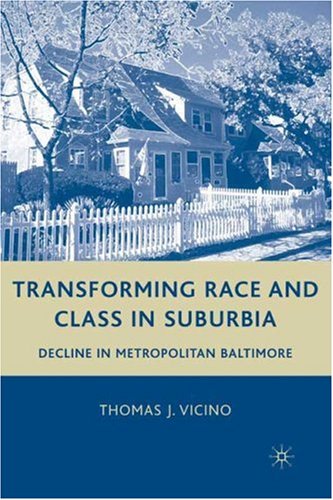 TRANSFORMING RACE AND
CLASS IN SUBURBIA
DECLINE IN METROPOLITAN BALTIMORE
THOMAS J. VICINO